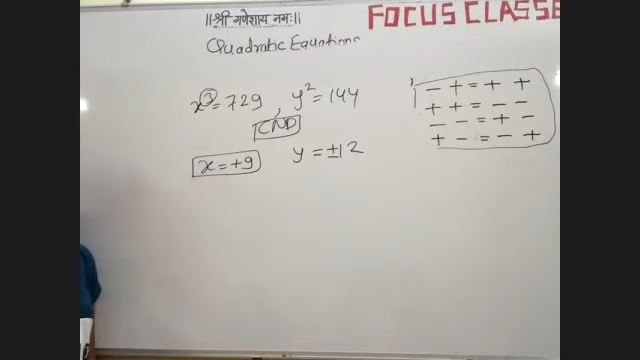 ||श्री गणेशाय नमः||
FOCUS CLASSE
Quadratic Equations
x³ = 729 , y² = 144
CND
x = +9 y = ±12
- + = + +
+ + = - -
- - = + -
+ - = - +